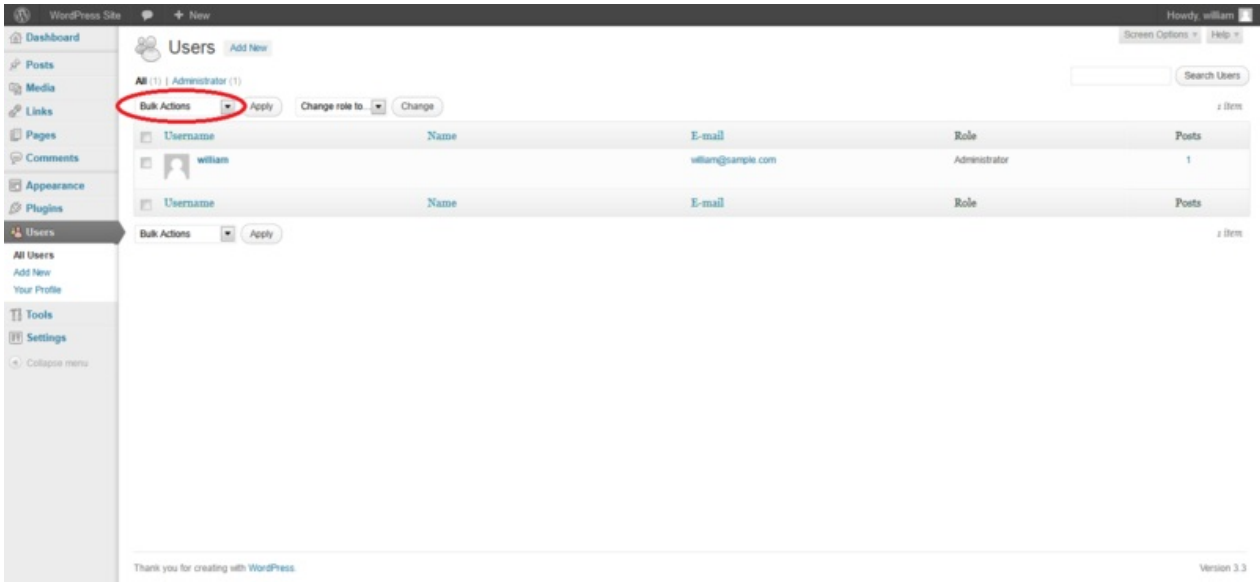 WordPress Site + New Howdy, william
Dashboard
Posts
Media
Links
Pages
Comments
Appearance
Plugins
Users
All Users
Add New
Your Profile
Tools
Settings
Collapse menu
Screen Options Help
Users Add New
All (1) | Administrator (1)
Search Users
Bulk Actions Apply Change role to... Change 1 item
Username Name E-mail Role Posts
william william@sample.com Administrator 1
Username Name E-mail Role Posts
Bulk Actions Apply 1 item
Thank you for creating with WordPress. Version 3.3